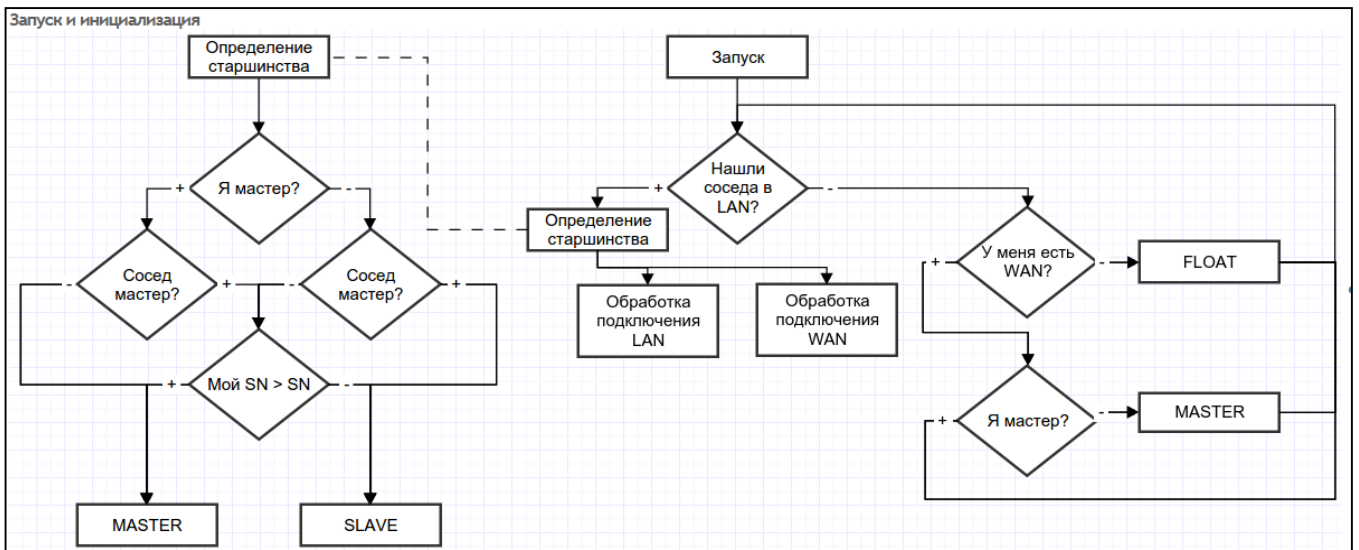 Запуск и инициализация
Определение
старшинства
Я мастер?
+
-
Сосед
мастер?
-
+
Сосед
мастер?
-
+
Мой SN > SN
+
-
MASTER
SLAVE
Запуск
Нашли
соседа в
LAN?
+
-
Определение
старшинства
Обработка
подключения
LAN
Обработка
подключения
WAN
У меня есть
WAN?
+
-
FLOAT
Я мастер?
+
-
MASTER